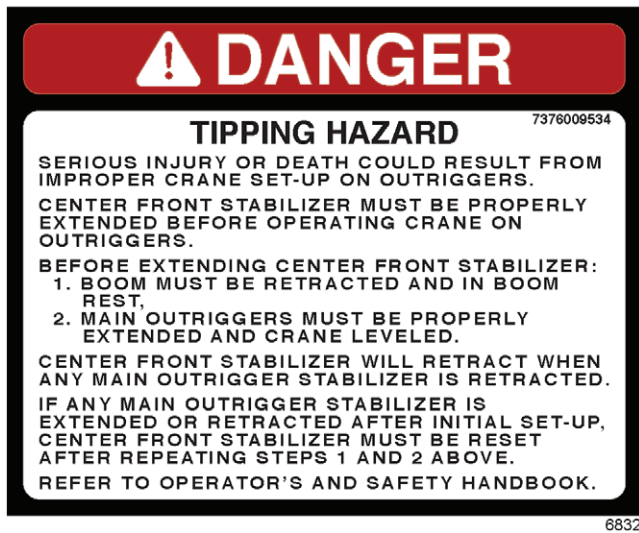 DANGER
7376009534
TIPPING HAZARD
SERIOUS INJURY OR DEATH COULD RESULT FROM
IMPROPER CRANE SET-UP ON OUTRIGGERS.
CENTER FRONT STABILIZER MUST BE PROPERLY
EXTENDED BEFORE OPERATING CRANE ON
OUTRIGGERS.
BEFORE EXTENDING CENTER FRONT STABILIZER:
1. BOOM MUST BE RETRACTED AND IN BOOM
REST,
2. MAIN OUTRIGGERS MUST BE PROPERLY
EXTENDED AND CRANE LEVELED.
CENTER FRONT STABILIZER WILL RETRACT WHEN
ANY MAIN OUTRIGGER STABILIZER IS RETRACTED.
IF ANY MAIN OUTRIGGER STABILIZER IS
EXTENDED OR RETRACTED AFTER INITIAL SET-UP,
CENTER FRONT STABILIZER MUST BE RESET
AFTER REPEATING STEPS 1 AND 2 ABOVE.
REFER TO OPERATOR'S AND SAFETY HANDBOOK.
6832